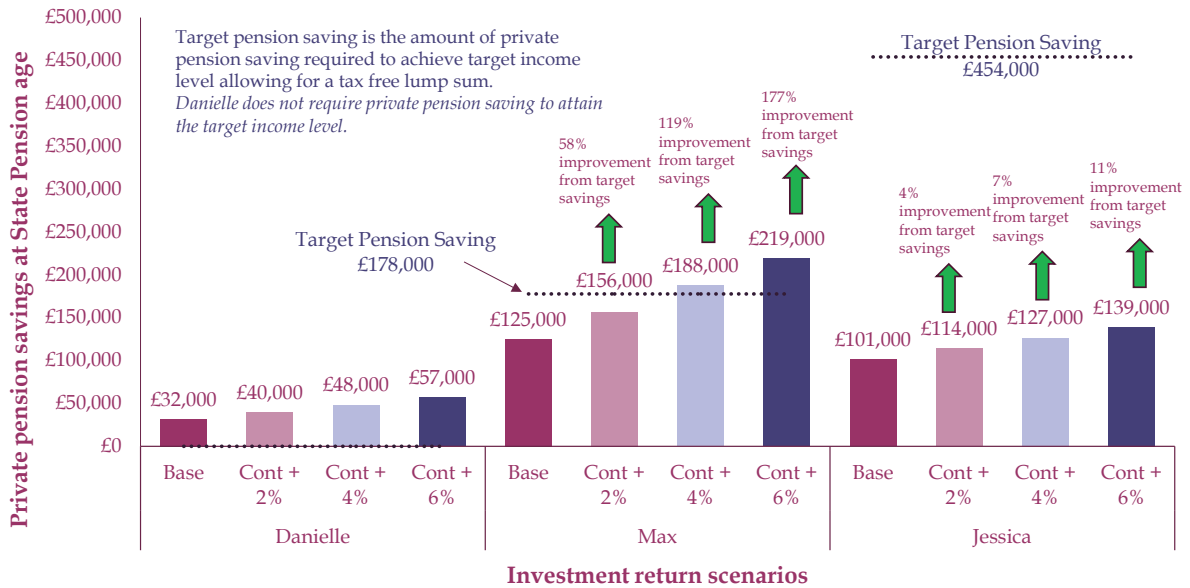 £500,000
£450,000
£400,000
£350,000
£300,000
£250,000
£200,000
£150,000
£100,000
£50,000
£0
Private pension savings at State Pension age
Target pension saving is the amount of private
pension saving required to achieve target income
level allowing for a tax free lump sum.
Danielle does not require private pension saving to attain
the target income level.
Target Pension Saving
£178,000
Target Pension Saving
£454,000
58%
improvement
from target
savings
119%
improvement
from target
savings
177%
improvement
from target
savings
4%
improvement
from target
savings
7%
improvement
from target
savings
11%
improvement
from target
savings
£32,000
£40,000
£48,000
£57,000
£125,000
£156,000
£188,000
£219,000
£101,000
£114,000
£127,000
£139,000
Base
Cont +
2%
Cont +
4%
Cont +
6%
Base
Cont +
2%
Cont +
4%
Cont +
6%
Base
Cont +
2%
Cont +
4%
Cont +
6%
Danielle
Max
Jessica
Investment return scenarios